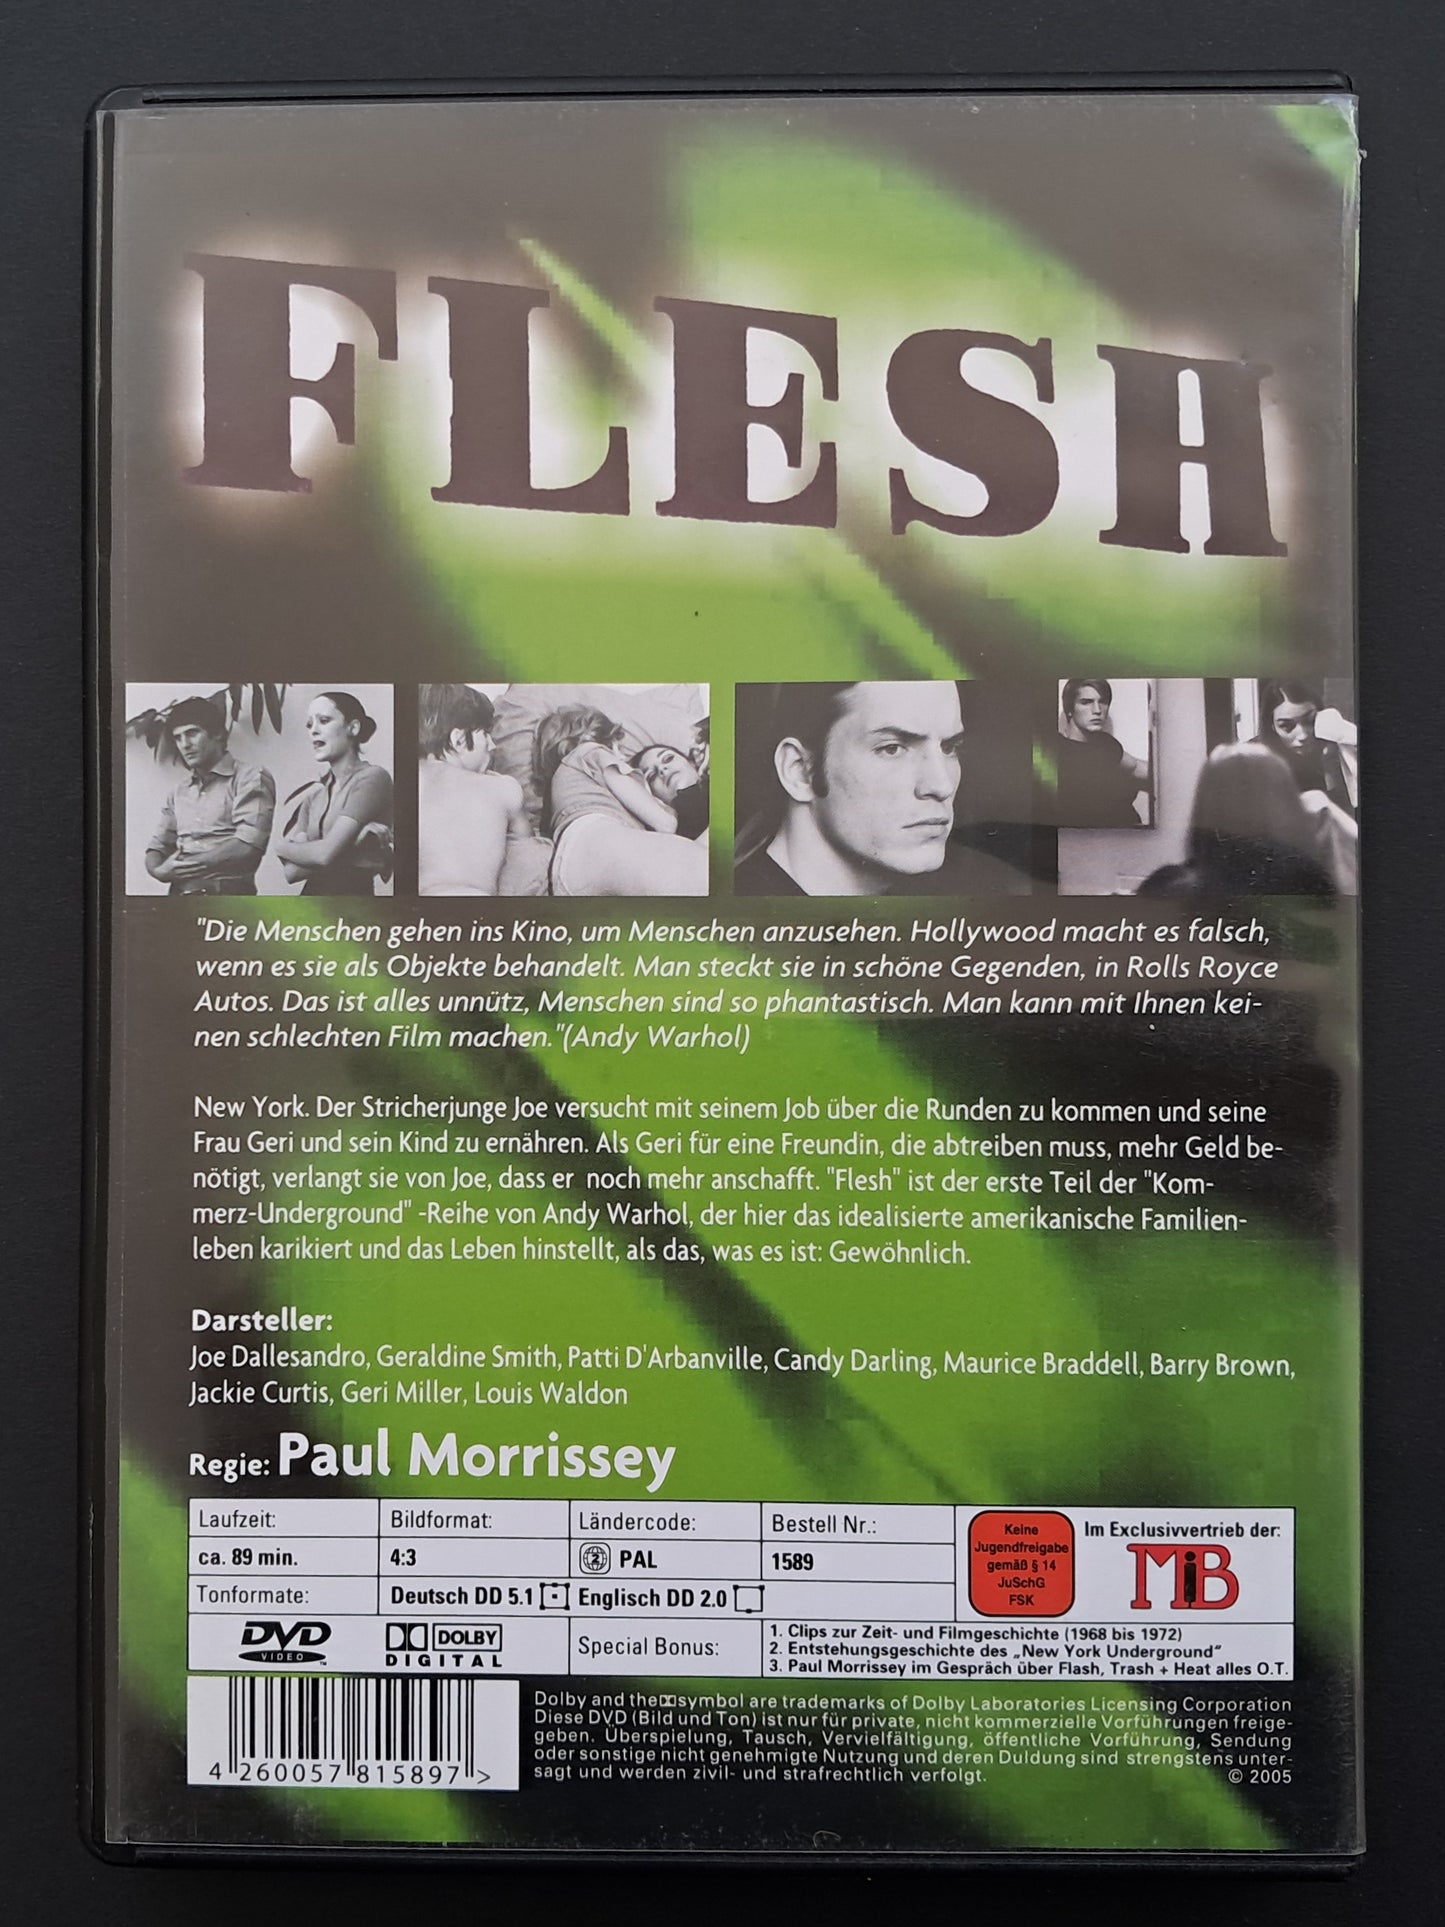 FLESH
"Die Menschen gehen ins Kino, um Menschen anzusehen. Hollywood macht es falsch,
wenn es sie als Objekte behandelt. Man steckt sie in schöne Gegenden, in Rolls Royce
Autos. Das ist alles unnütz, Menschen sind so phantastisch. Man kann mit Ihnen kei-
nen schlechten Film machen."(Andy Warhol)
New York. Der Stricherjunge Joe versucht mit seinem Job über die Runden zu kommen und seine
Frau Geri und sein Kind zu ernähren. Als Geri für eine Freundin, die abtreiben muss, mehr Geld be-
nötigt, verlangt sie von Joe, dass er noch mehr anschafft. "Flesh" ist der erste Teil der "Kom-
merz-Underground" -Reihe von Andy Warhol, der hier das idealisierte amerikanische Familien-
leben karikiert und das Leben hinstellt, als das, was es ist: Gewöhnlich.
Darsteller:
Joe Dallesandro, Geraldine Smith, Patti D'Arbanville, Candy Darling, Maurice Braddell, Barry Brown,
Jackie Curtis, Geri Miller, Louis Waldon
Regie: Paul Morrissey
Laufzeit: Bildformat: Ländercode: Bestell Nr.:
ca. 89 min. 4:3 2 PAL 1589
Tonformate: Deutsch DD 5.1 Englisch DD 2.0
Keine
Jugendfreigabe
gemäß § 14
JuSchG
FSK
Im Exclusivvertrieb der:
MiB
DVD
VIDEO
TM
DOLBY
DIGITAL
Special Bonus:
1. Clips zur Zeit- und Filmgeschichte (1968 bis 1972)
2. Entstehungsgeschichte des „New York Underground"
3. Paul Morrissey im Gespräch über Flash, Trash + Heat alles O.T.
4 260057 815897 >
Dolby and the symbol are trademarks of Dolby Laboratories Licensing Corporation
Diese DVD (Bild und Ton) ist nur für private, nicht kommerzielle Vorführungen freige-
geben. Überspielung, Tausch, Vervielfältigung, öffentliche Vorführung, Sendung
oder sonstige nicht genehmigte Nutzung und deren Duldung sind strengstens unter-
sagt und werden zivil- und strafrechtlich verfolgt.
© 2005